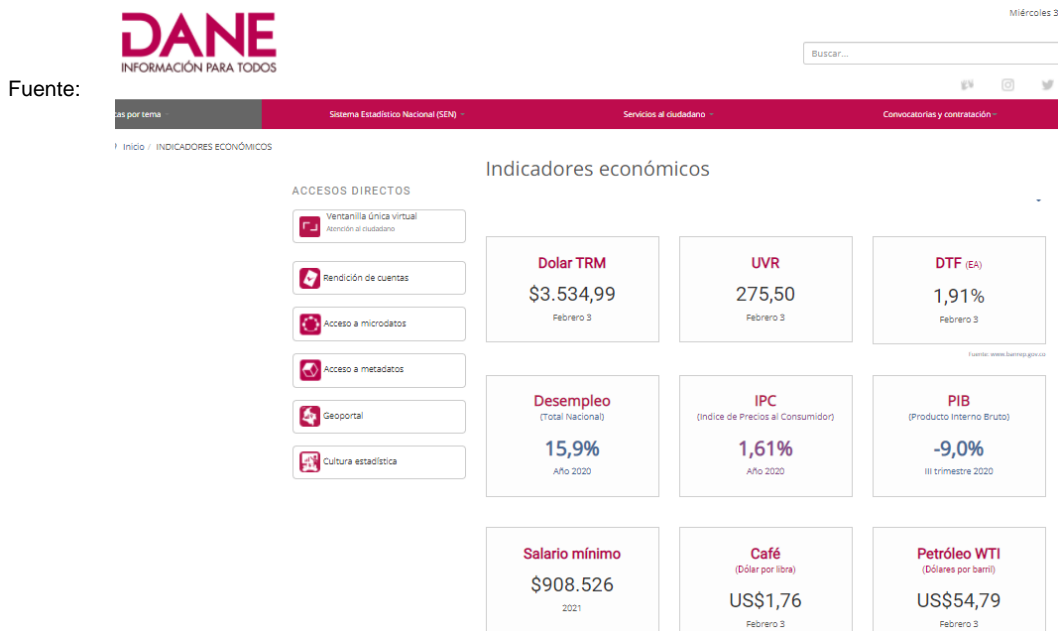 Miércoles 3
DANE
INFORMACIÓN PARA TODOS
Buscar...
Fuente:
cas por tema
Sistema Estadístico Nacional (SEN)
Servicios al ciudadano
Convocatorias y contratación
Inicio / INDICADORES ECONÓMICOS
Indicadores económicos
ACCESOS DIRECTOS
Ventanilla única virtual
Atención al ciudadano
Rendición de cuentas
Acceso a microdatos
Acceso a metadatos
Geoportal
Cultura estadística
Dolar TRM
$3.534,99
Febrero 3
UVR
275,50
Febrero 3
DTF (EA)
1,91%
Febrero 3
Fuente: www.banrep.gov.co
Desempleo
(Total Nacional)
15,9%
Año 2020
IPC
(Indice de Precios al Consumidor)
1,61%
Año 2020
PIB
(Producto Interno Bruto)
-9,0%
III trimestre 2020
Salario mínimo
$908.526
2021
Café
(Dólar por libra)
US$1,76
Febrero 3
Petróleo WTI
(Dólares por barril)
US$54,79
Febrero 3